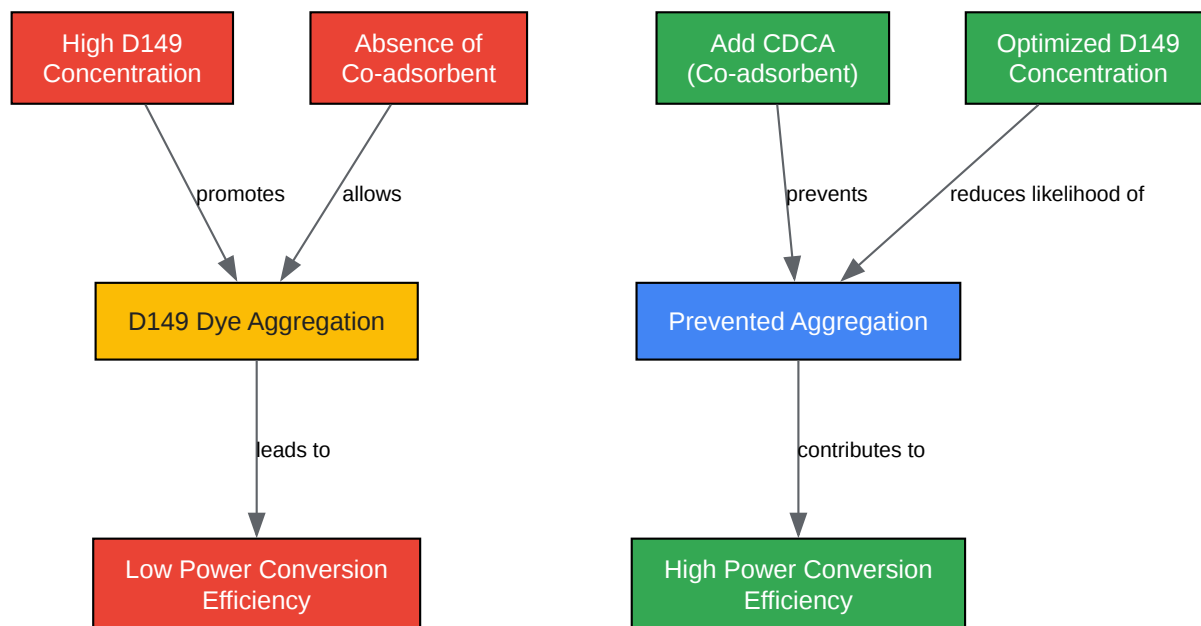 High D149
Concentration
Absence of
Co-adsorbent
Add CDCA
(Co-adsorbent)
Optimized D149
Concentration
promotes
allows
prevents
reduces likelihood of
D149 Dye Aggregation
Prevented Aggregation
leads to
contributes to
Low Power Conversion
Efficiency
High Power Conversion
Efficiency